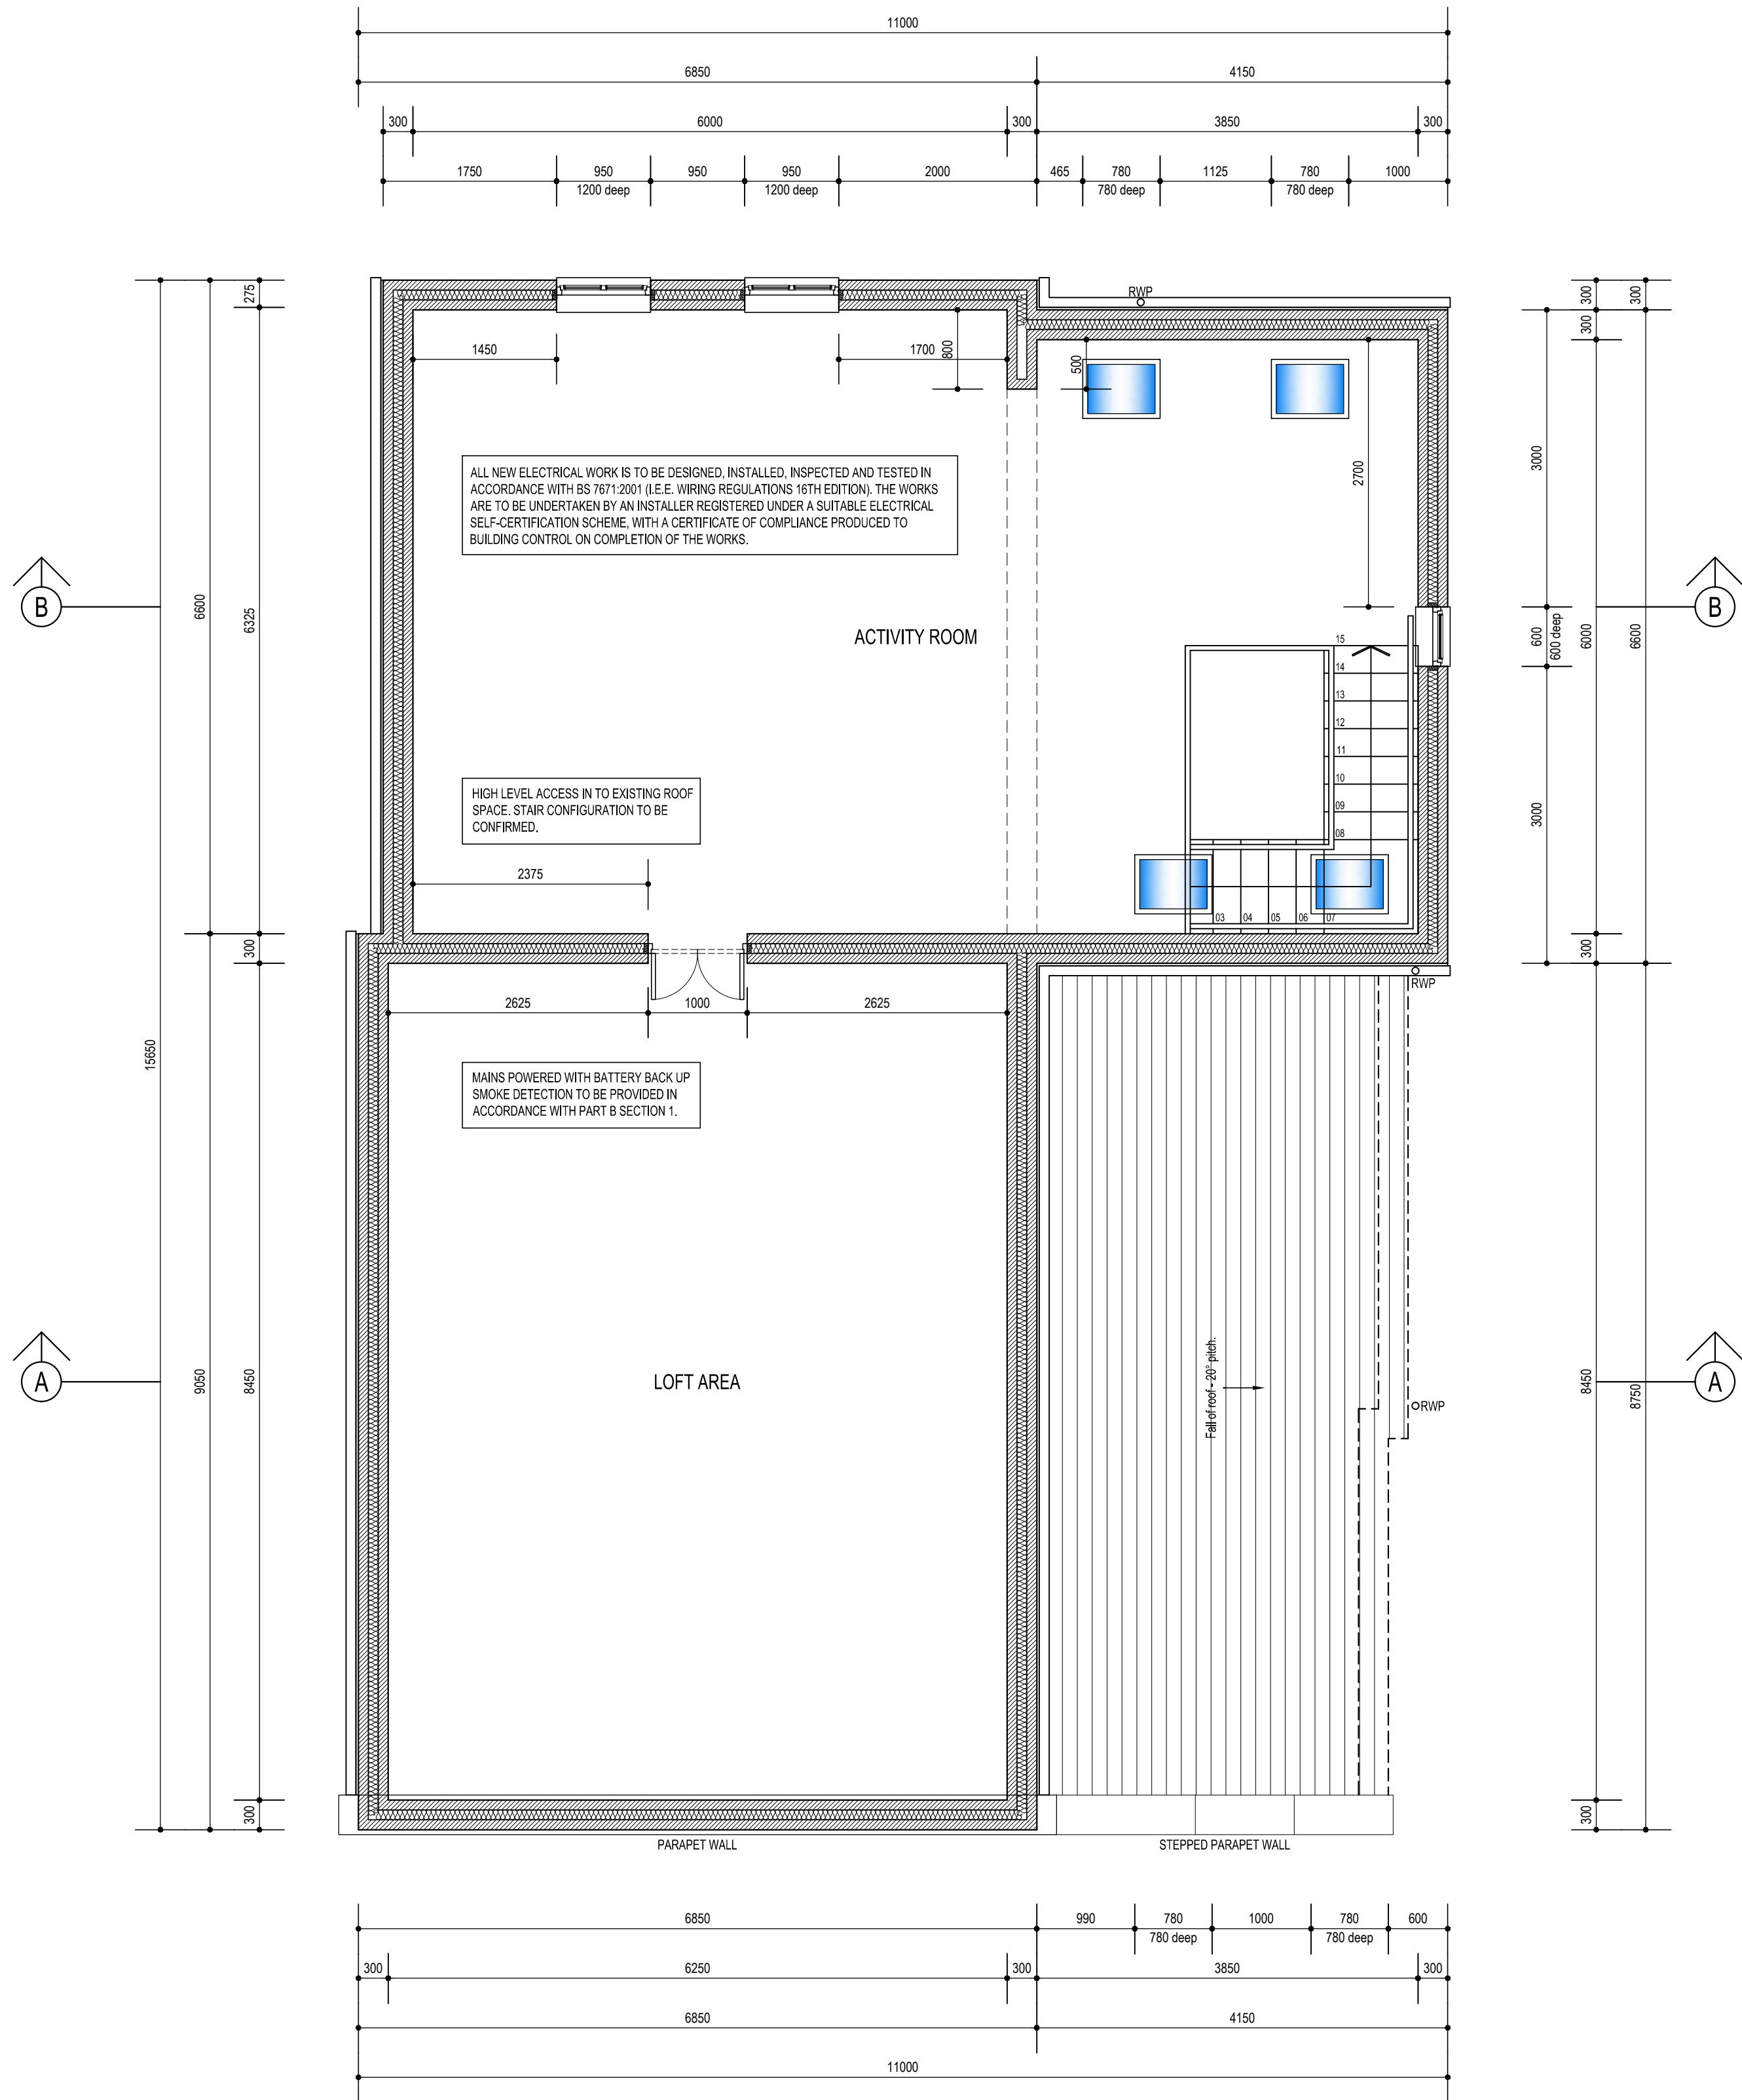 11000
6850 4150
300 6000 300 3850 300
1750 950 950 950 2000 465 780 1125 780 1000
1200 deep 1200 deep 780 deep 780 deep
275
300 300
RWP
300
1450 1700 800
500
ALL NEW ELECTRICAL WORK IS TO BE DESIGNED, INSTALLED, INSPECTED AND TESTED IN
ACCORDANCE WITH BS 7671:2001 (I.E.E. WIRING REGULATIONS 16TH EDITION). THE WORKS
ARE TO BE UNDERTAKEN BY AN INSTALLER REGISTERED UNDER A SUITABLE ELECTRICAL
SELF-CERTIFICATION SCHEME, WITH A CERTIFICATE OF COMPLIANCE PRODUCED TO
BUILDING CONTROL ON COMPLETION OF THE WORKS.
2700
3000
B
6600
6325
B
600
600 deep
6000
6600
ACTIVITY ROOM
15
14
13
12
11
10
09
08
03 04 05 06 07
3000
HIGH LEVEL ACCESS IN TO EXISTING ROOF
SPACE. STAIR CONFIGURATION TO BE
CONFIRMED.
2375
300
300
RWP
2625 1000 2625
15650
MAINS POWERED WITH BATTERY BACK UP
SMOKE DETECTION TO BE PROVIDED IN
ACCORDANCE WITH PART B SECTION 1.
A
9050
8450
LOFT AREA
Fall of roof - 20° pitch.
RWP
8450
8750
A
300
300
PARAPET WALL
STEPPED PARAPET WALL
6850 990 780 1000 780 600
780 deep 780 deep
300 6250 300 3850 300
6850 4150
11000